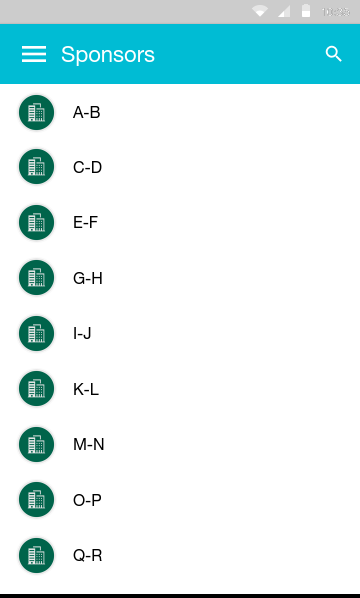 Sponsors
A-B
C-D
E-F
G-H
I-J
K-L
M-N
O-P
Q-R